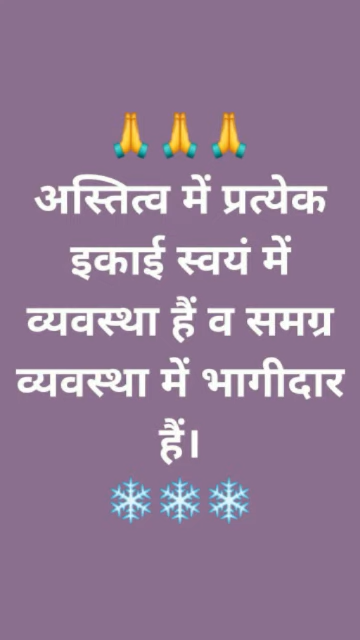 🙏🙏🙏
अस्तित्व में प्रत्येक
इकाई स्वयं में
व्यवस्था हैं व समग्र
व्यवस्था में भागीदार
हैं।
❄️❄️❄️